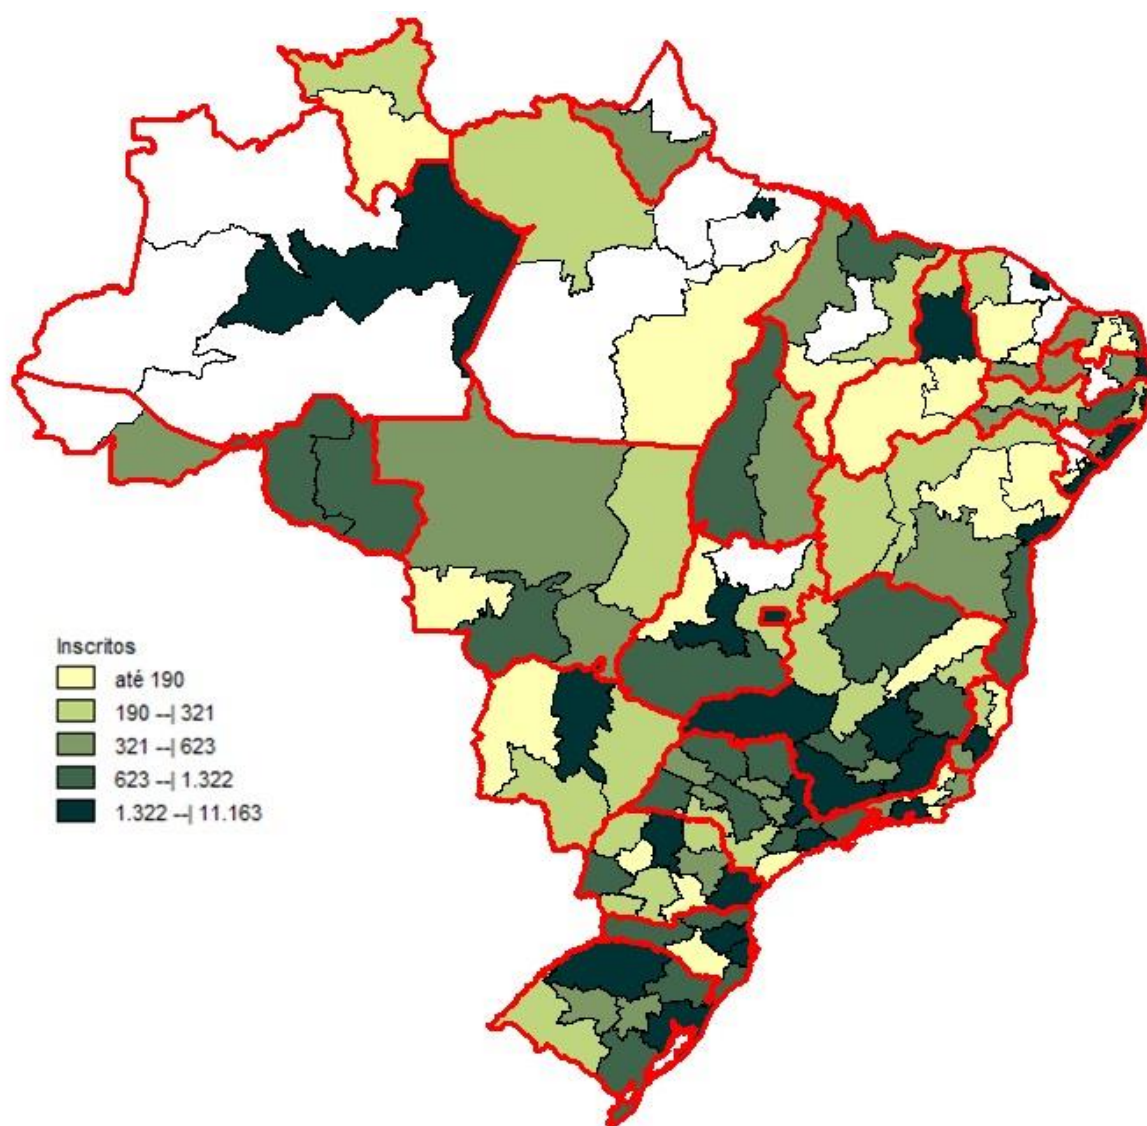 Inscritos
até 190
190 --| 321
321 --| 623
623 --| 1.322
1.322 --| 11.163